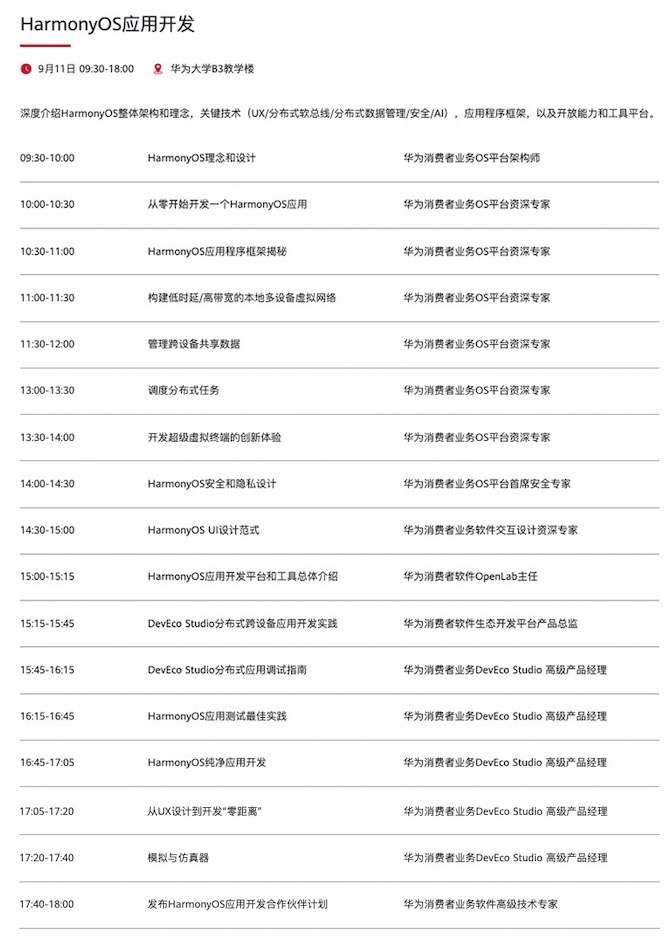 HarmonyOS应用开发
9月11日 09:30-18:00 华为大学B3教学楼
深度介绍HarmonyOS整体架构和理念，关键技术（UX/分布式软总线/分布式数据管理/安全/AI），应用程序框架，以及开放能力和工具平台。
09:30-10:00 HarmonyOS理念和设计 华为消费者业务OS平台架构师
10:00-10:30 从零开始开发一个HarmonyOS应用 华为消费者业务OS平台资深专家
10:30-11:00 HarmonyOS应用程序框架揭秘 华为消费者业务OS平台资深专家
11:00-11:30 构建低时延/高带宽的本地多设备虚拟网络 华为消费者业务OS平台资深专家
11:30-12:00 管理跨设备共享数据 华为消费者业务OS平台资深专家
13:00-13:30 调度分布式任务 华为消费者业务OS平台资深专家
13:30-14:00 开发超级虚拟终端的创新体验 华为消费者业务OS平台资深专家
14:00-14:30 HarmonyOS安全和隐私设计 华为消费者业务OS平台首席安全专家
14:30-15:00 HarmonyOS UI设计范式 华为消费者业务软件交互设计资深专家
15:00-15:15 HarmonyOS应用开发平台和工具总体介绍 华为消费者软件OpenLab主任
15:15-15:45 DevEco Studio分布式跨设备应用开发实践 华为消费者软件生态开发平台产品总监
15:45-16:15 DevEco Studio分布式应用调试指南 华为消费者业务DevEco Studio 高级产品经理
16:15-16:45 HarmonyOS应用测试最佳实践 华为消费者业务DevEco Studio 高级产品经理
16:45-17:05 HarmonyOS纯净应用开发 华为消费者业务DevEco Studio 高级产品经理
17:05-17:20 从UX设计到开发“零距离” 华为消费者业务DevEco Studio 高级产品经理
17:20-17:40 模拟与仿真器 华为消费者业务DevEco Studio 高级产品经理
17:40-18:00 发布HarmonyOS应用开发合作伙伴计划 华为消费者业务软件高级技术专家